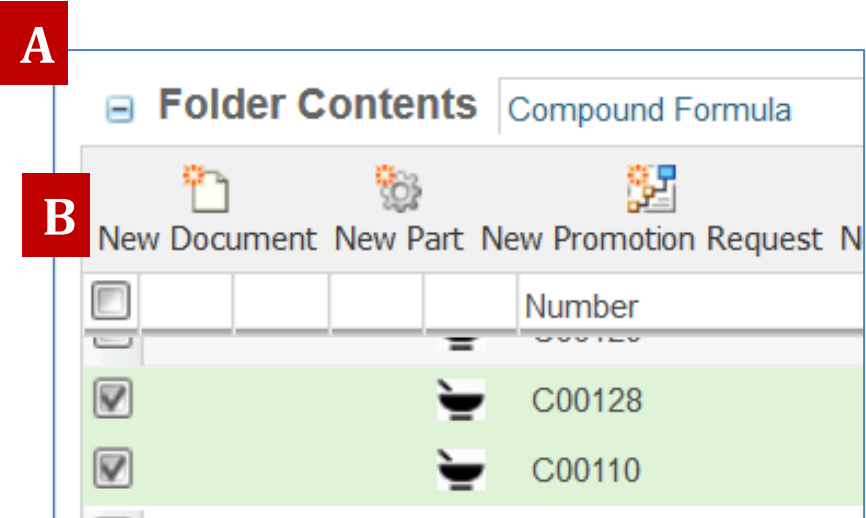 A
Folder Contents Compound Formula
B
New Document New Part New Promotion Request N
Number
C00128
C00110